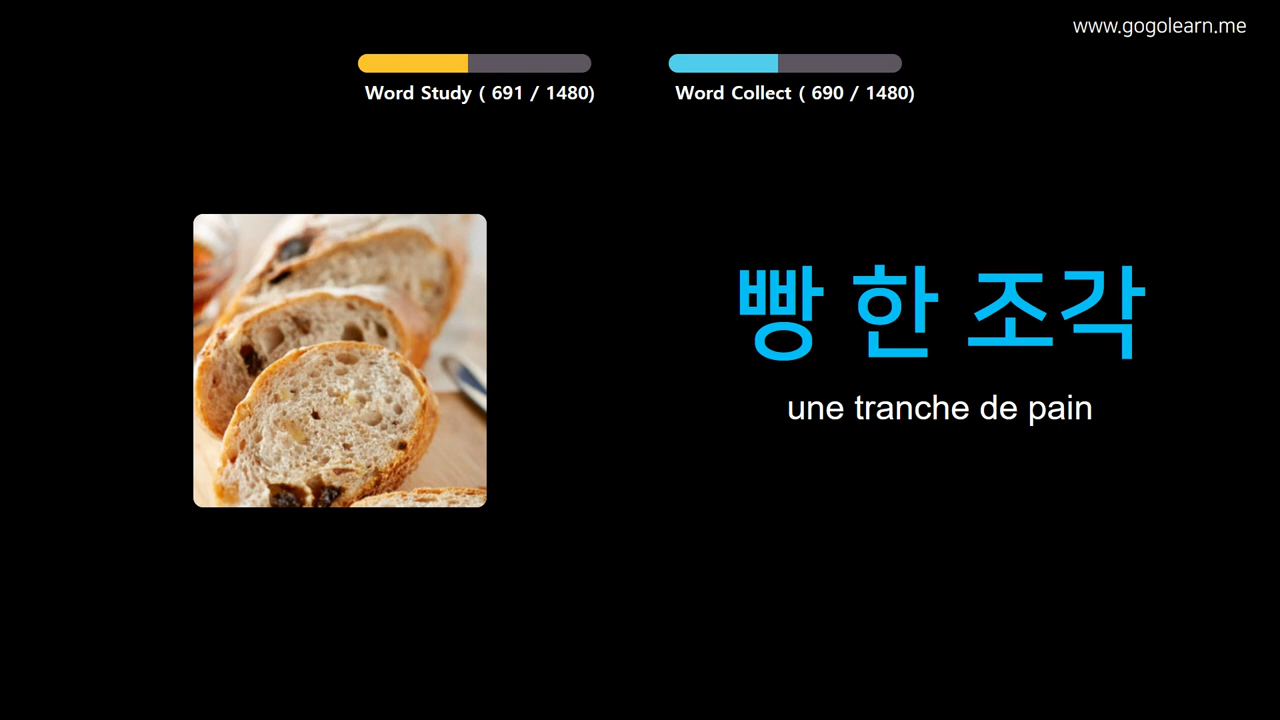 www.gogolearn.me
Word Study ( 691 / 1480)
Word Collect ( 690 / 1480)
빵 한 조각
une tranche de pain